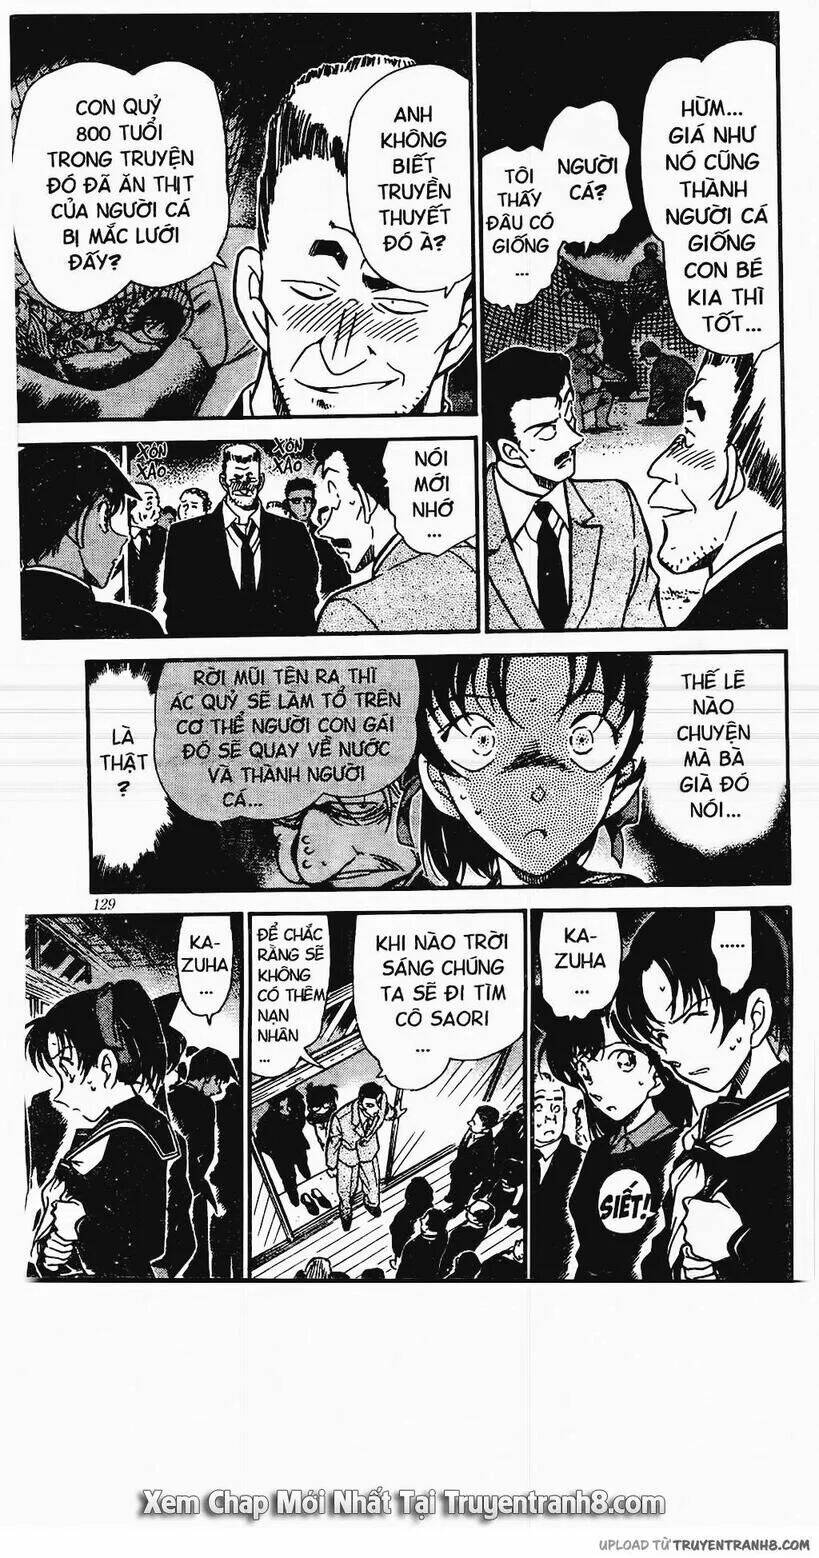 HỪM...
GIÁ NHƯ
NÓ CŨNG
THÀNH
NGƯỜI CÁ
GIỐNG
CON BÉ
KIA THÌ
TỐT...
NGƯỜI
CÁ?
TÔI
THẤY
ĐÂU CÓ
GIỐNG
...
ANH
KHÔNG
BIẾT
TRUYỀN
THUYẾT
ĐÓ À?
CON QUỶ
800 TUỔI
TRONG TRUYỆN
ĐÓ ĐÃ ĂN THỊT
CỦA NGƯỜI CÁ
BỊ MẮC LƯỚI
ĐẤY?
NÓI
MỚI
NHỚ
...
XÔN
XAO
XÔN
XAO
THẾ LẼ
NÀO
CHUYỆN
MÀ BÀ
GIÀ ĐÓ
NÓI...
RỜI MŨI TÊN RA THÌ
ÁC QUỶ SẼ LÀM TỔ TRÊN
CƠ THỂ NGƯỜI CON GÁI
ĐÓ SẼ QUAY VỀ NƯỚC
VÀ THÀNH NGƯỜI
CÁ...
LÀ
THẬT
?
129
.....
KA-
ZUHA
...
SIẾT!
KHI NÀO TRỜI
SÁNG CHÚNG
TA SẼ ĐI TÌM
CÔ SAORI
...
ĐỂ CHẮC
RẰNG SẼ
KHÔNG
CÓ THÊM
NẠN
NHÂN
...
KA-
ZUHA
...
Xem Chap Mới Nhất Tại Truyentranh8.com
UPLOAD TỪ TRUYENTRANH8.COM